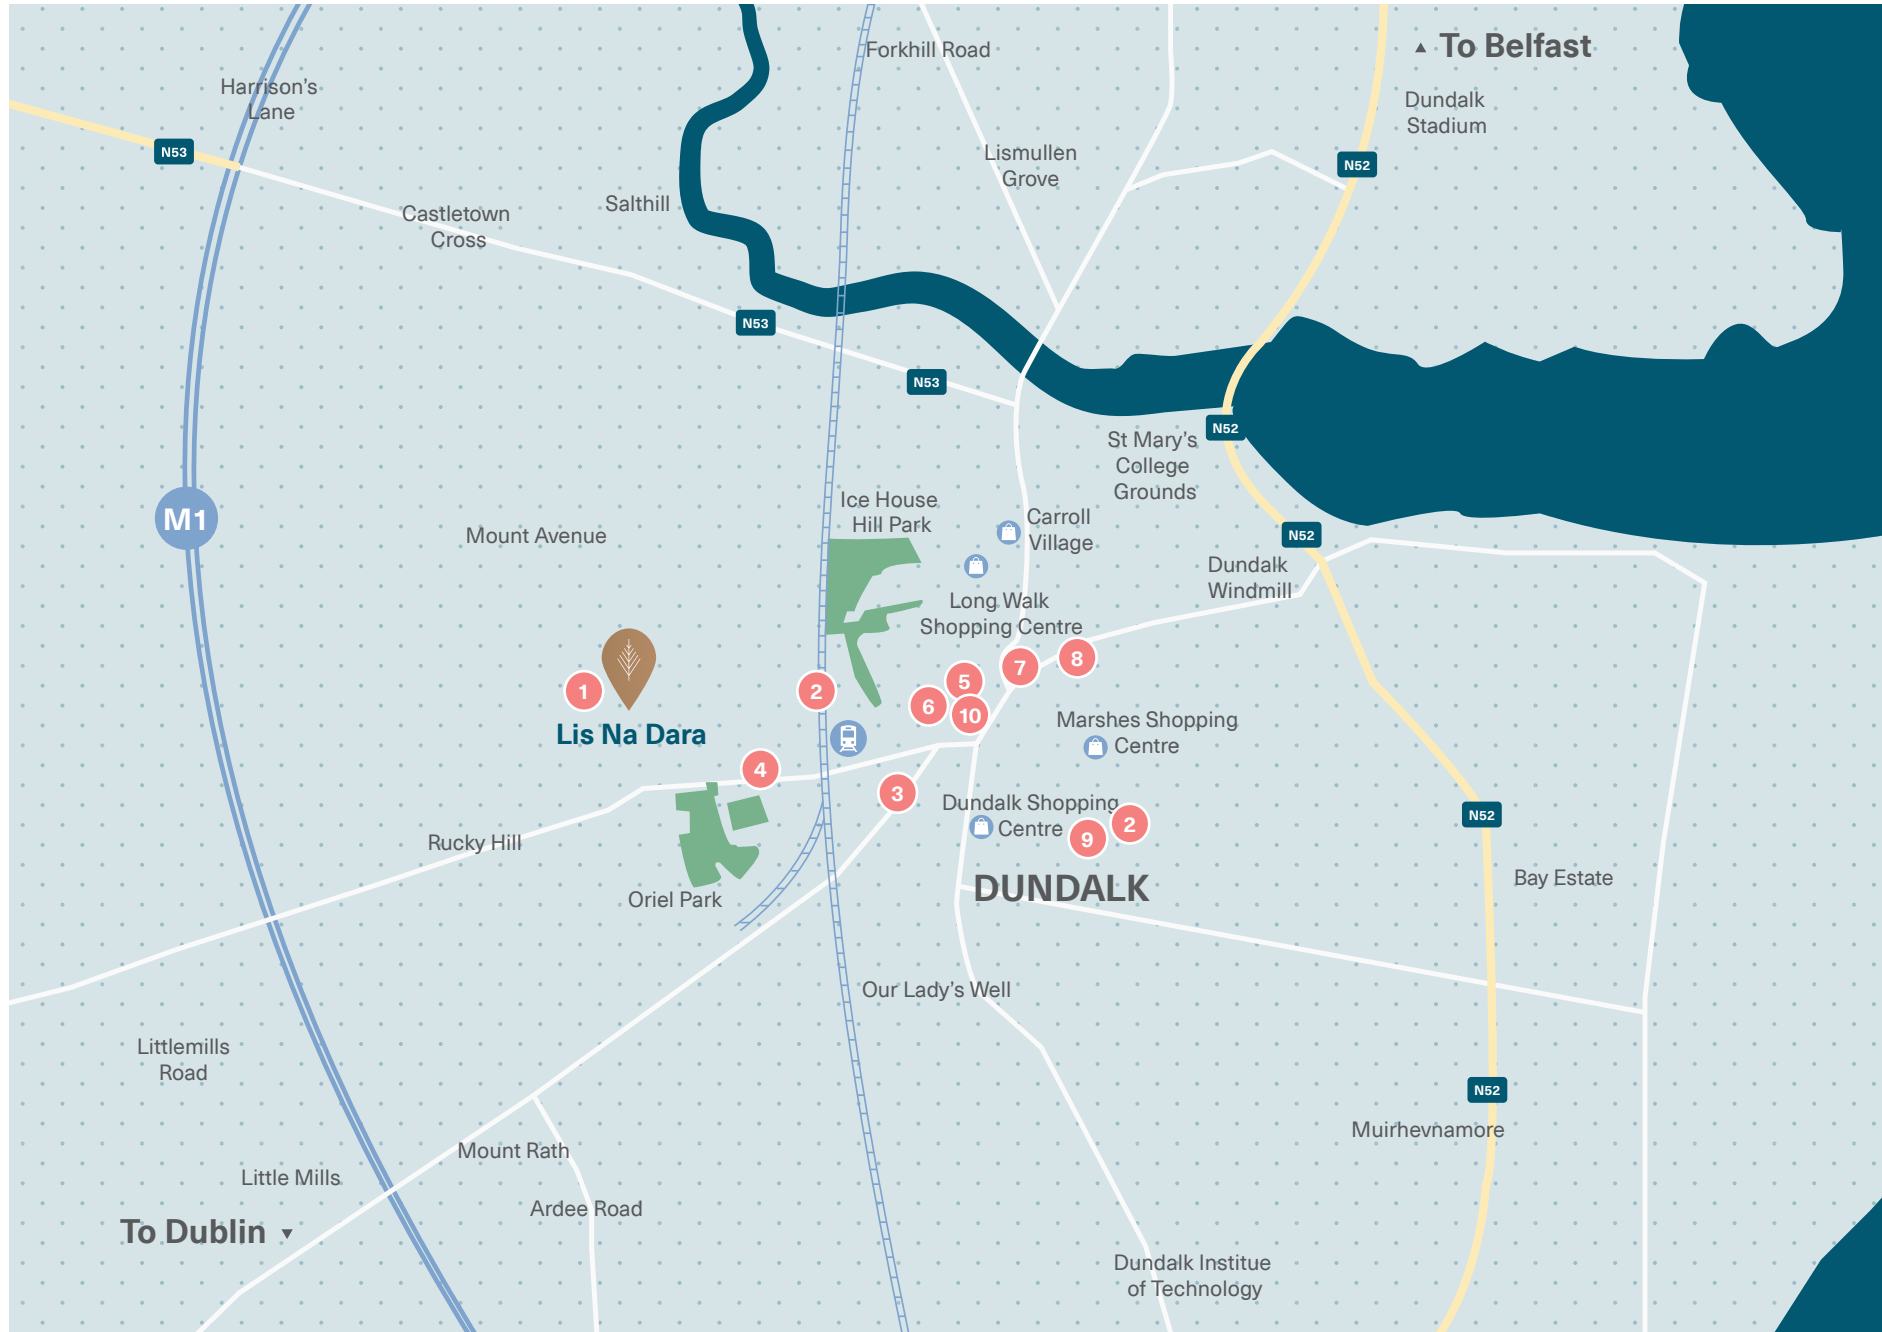 Forkhill Road
To Belfast
Harrison's
Lane
Dundalk
Stadium
N53
Lismullen
Grove
N52
Salthill
Castletown
Cross
N53
N53
N52
St Mary's
College
Grounds
M1
Ice House
Hill Park
Carroll
Village
Mount Avenue
N52
Dundalk
Windmill
Long Walk
Shopping Centre
1
2
5
6
10
7
8
Lis Na Dara
Marshes Shopping
Centre
4
3
Dundalk Shopping
Centre
9
2
N52
Rucky Hill
Oriel Park
DUNDALK
Bay Estate
Our Lady's Well
Littlemills
Road
N52
Muirhevnamore
Mount Rath
Little Mills
Ardee Road
To Dublin
Dundalk Institue
of Technology